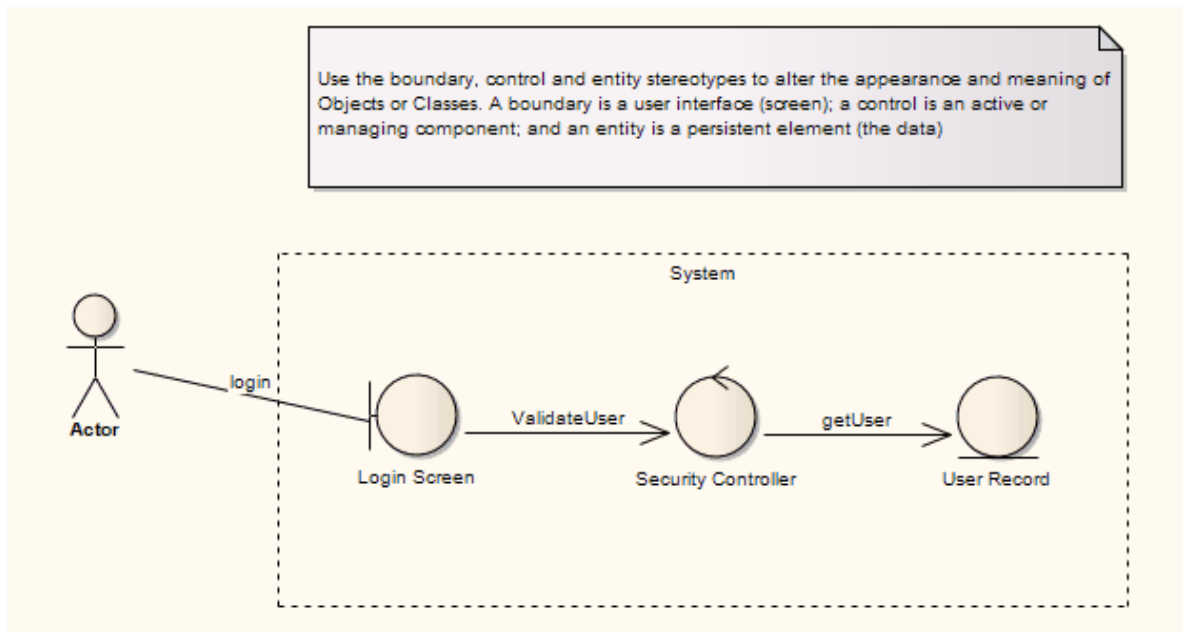 Use the boundary, control and entity stereotypes to alter the appearance and meaning of
Objects or Classes. A boundary is a user interface (screen); a control is an active or
managing component; and an entity is a persistent element (the data)
System
login
ValidateUser
getUser
Actor
Login Screen
Security Controller
User Record